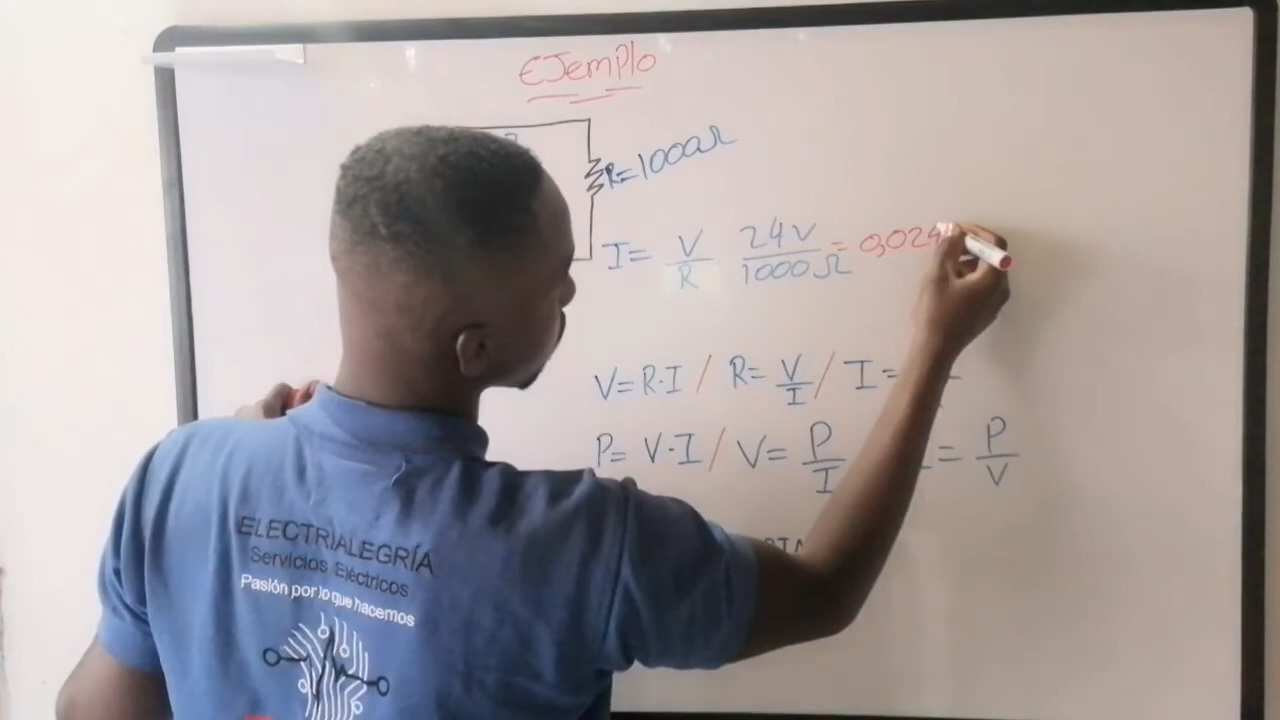 EJemPlo
R=1000Ω
I= V/R 24V/1000Ω = 0,024
V=R·I / R= V/I / I=
P= V·I / V= P/I = P/V
ELECTRIALEGRÍA
Servicios Eléctricos
Pasión por lo que hacemos